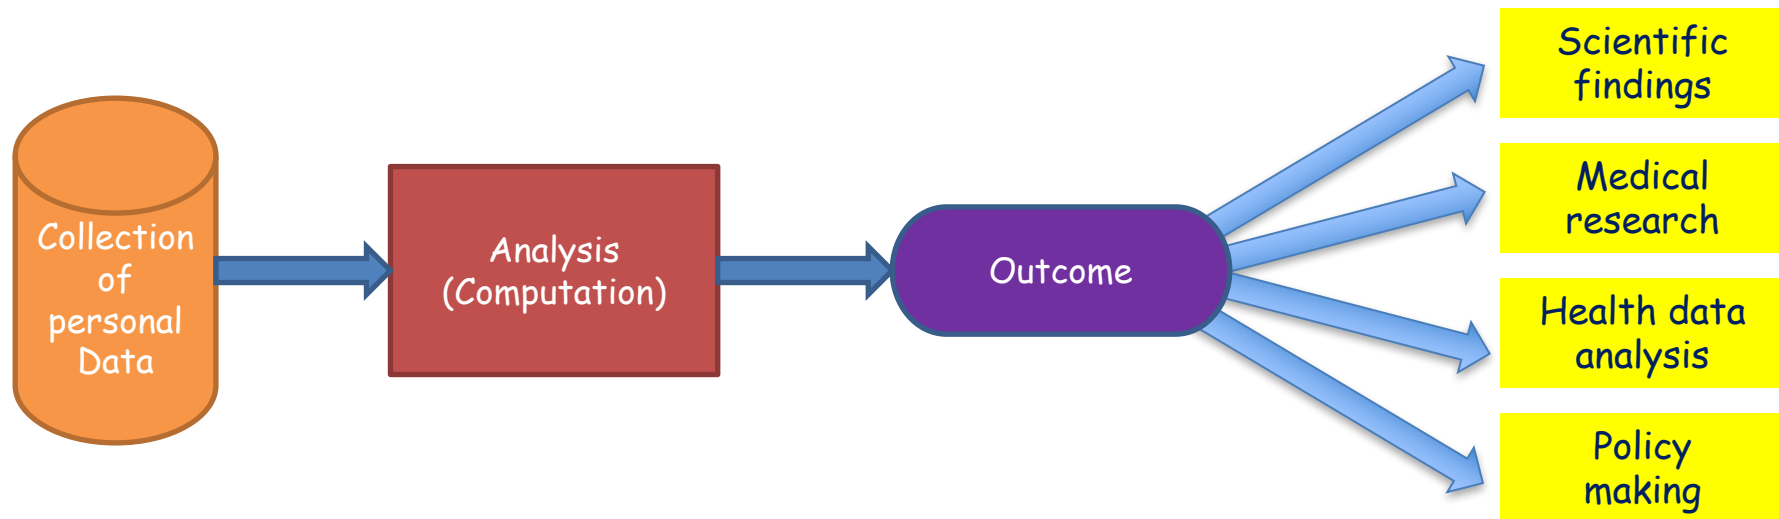 Collection
of
personal
Data
Analysis
(Computation)
Outcome
Scientific
findings
Medical
research
Health data
analysis
Policy
making